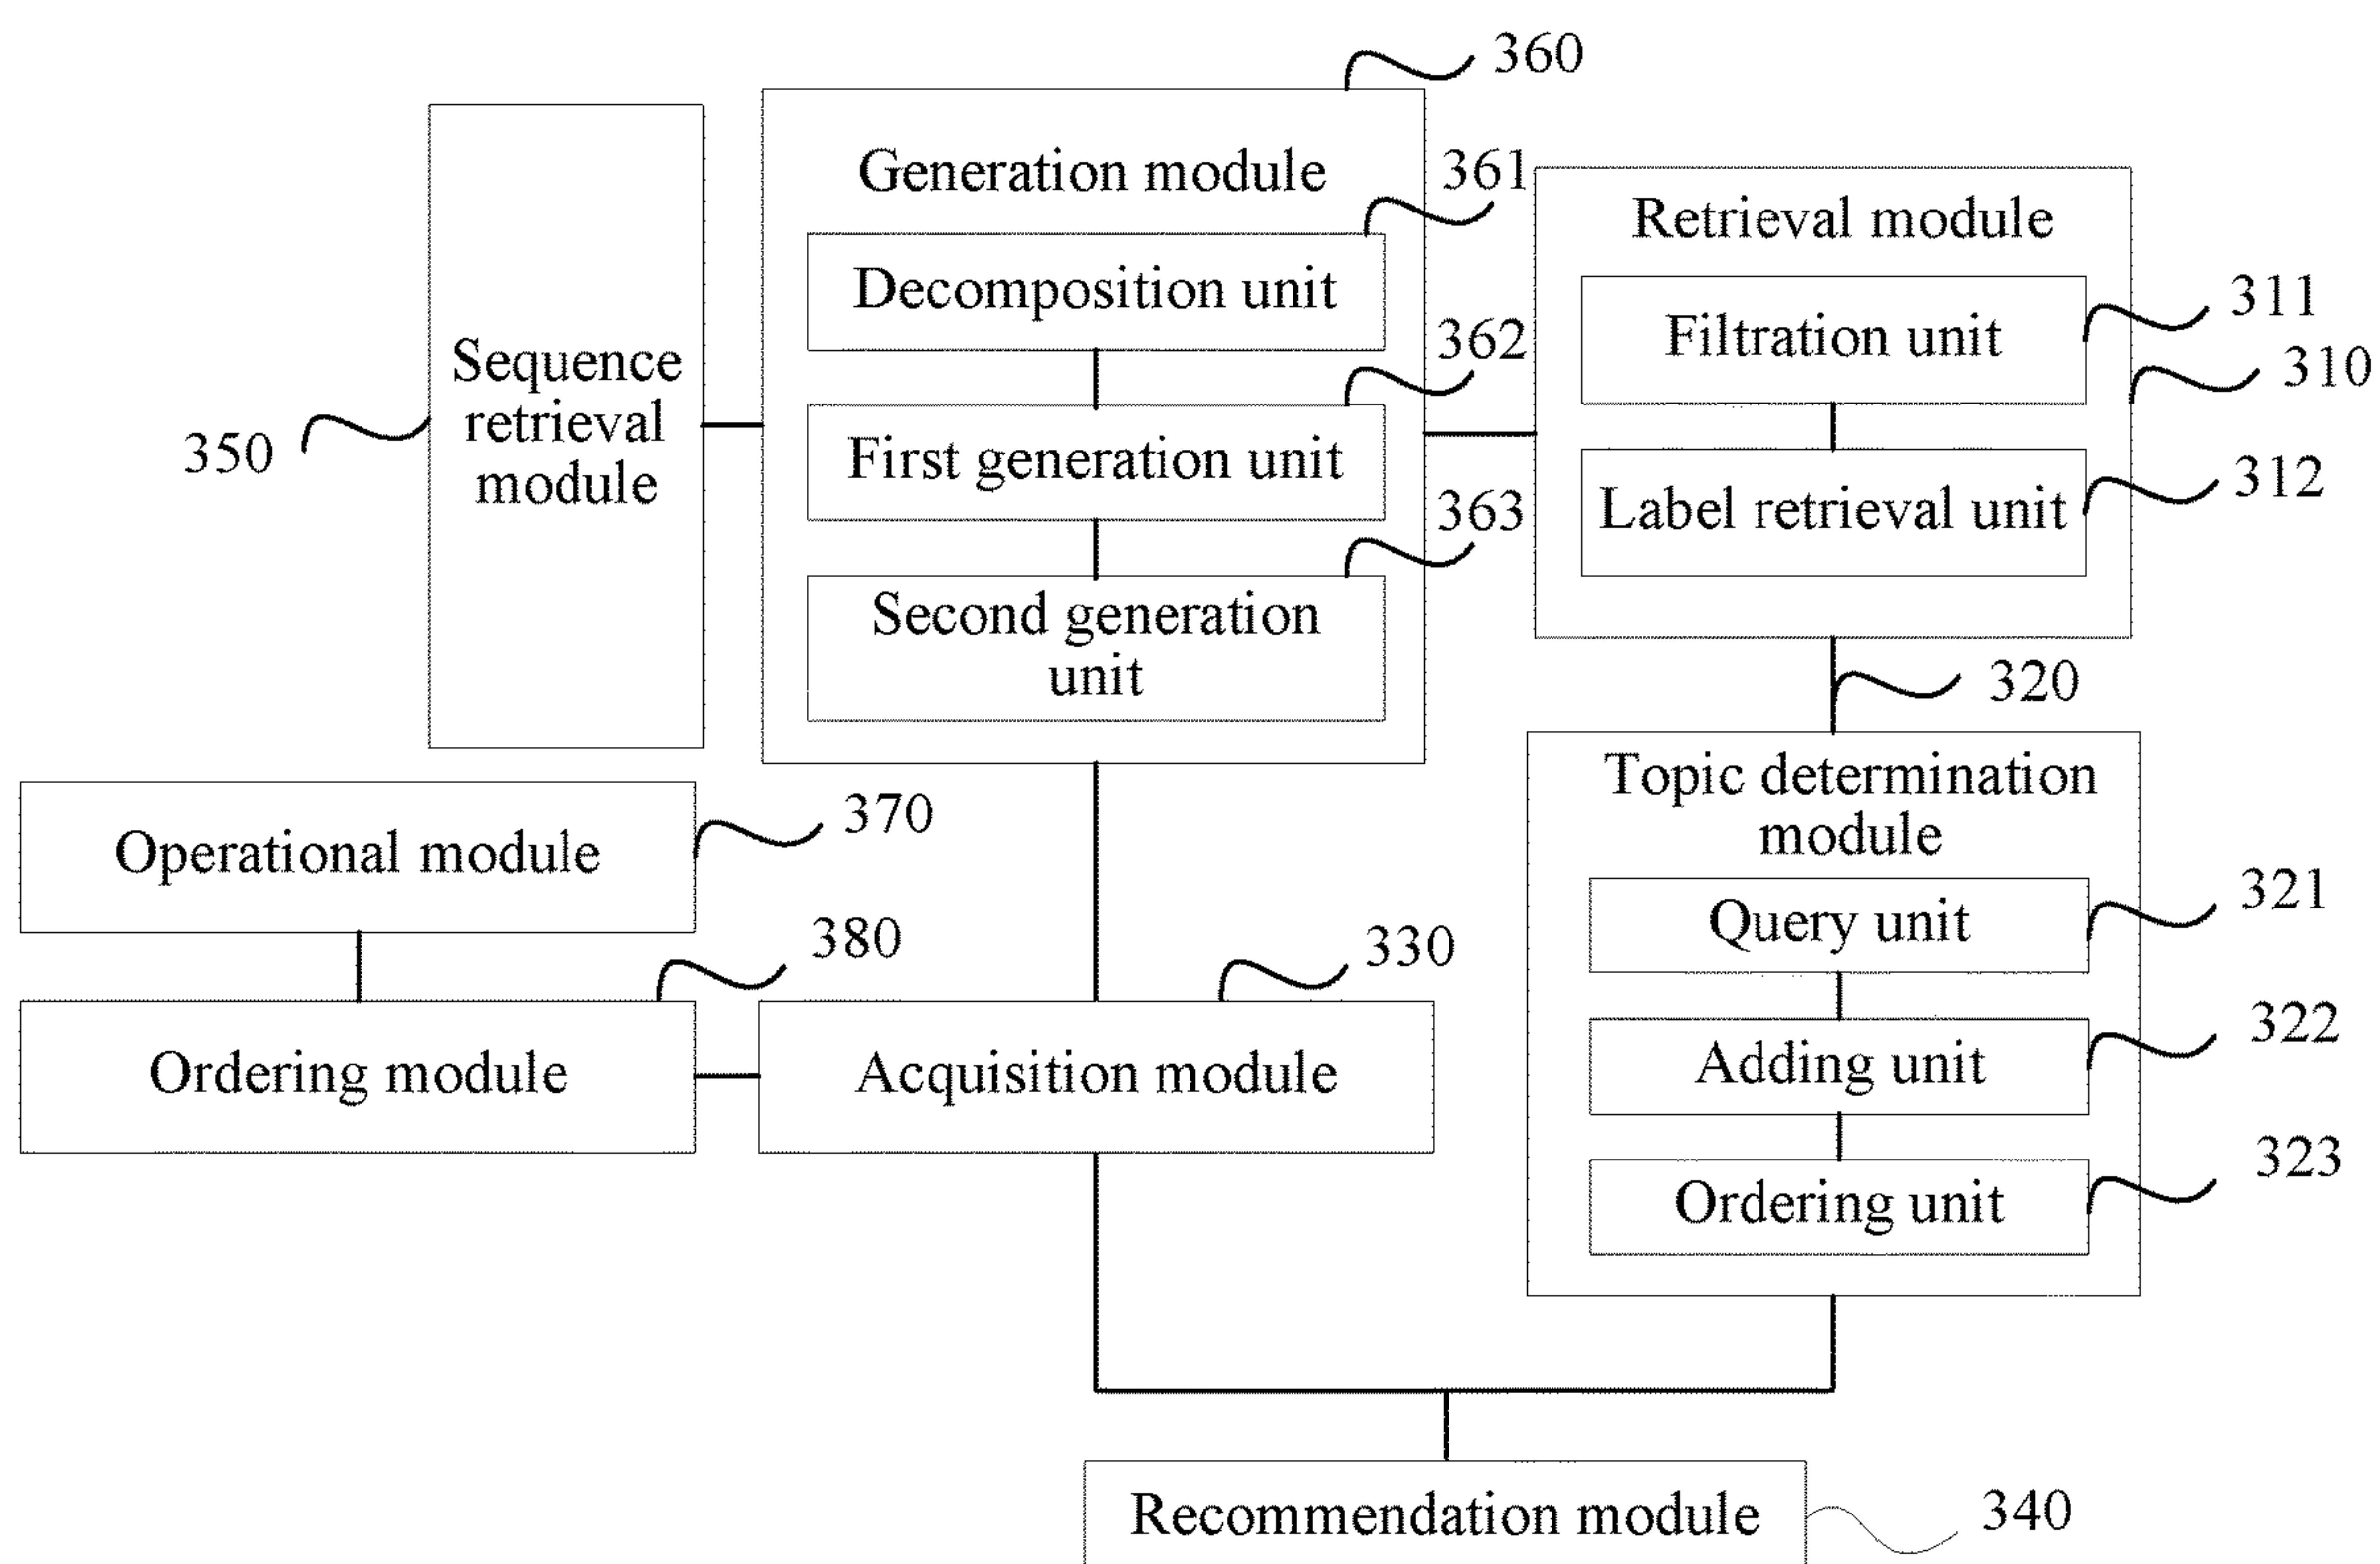 360
Generation module
361
Decomposition unit
362
First generation unit
363
Second generation
unit
Sequence
retrieval
module
350
Retrieval module
Filtration unit
311
310
Label retrieval unit
312
320
Topic determination
module
Query unit
321
Adding unit
322
Ordering unit
323
Operational module
370
380
Ordering module
330
Acquisition module
Recommendation module
340